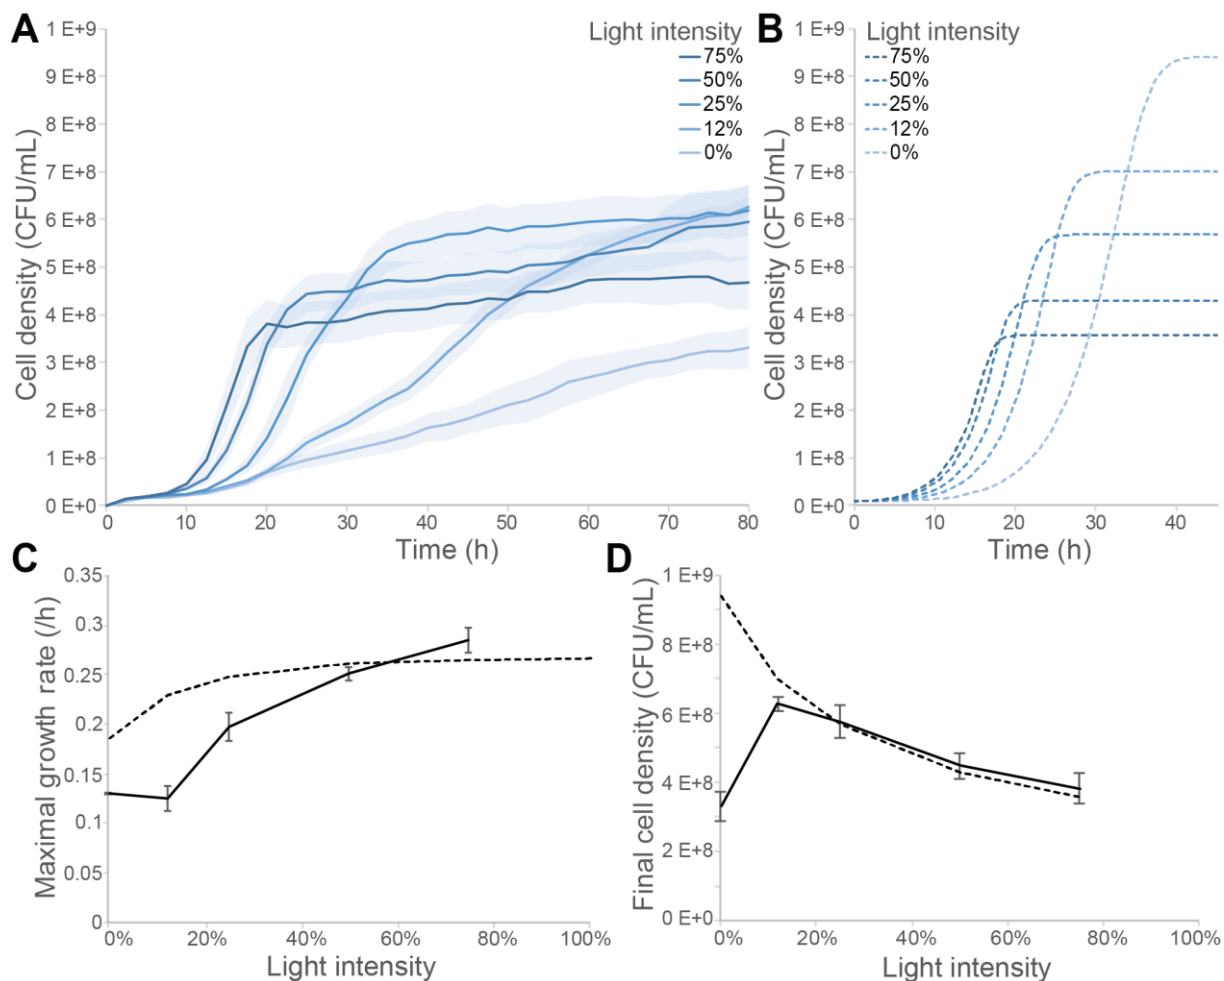 A
Cell density (CFU/mL)
1 E+9
9 E+8
8 E+8
7 E+8
6 E+8
5 E+8
4 E+8
3 E+8
2 E+8
1 E+8
0 E+0
0
10
20
30
40
50
60
70
80
Time (h)
Light intensity
75%
50%
25%
12%
0%
B
Cell density (CFU/mL)
1 E+9
9 E+8
8 E+8
7 E+8
6 E+8
5 E+8
4 E+8
3 E+8
2 E+8
1 E+8
0 E+0
0
10
20
30
40
Time (h)
Light intensity
75%
50%
25%
12%
0%
C
Maximal growth rate (/h)
0.35
0.3
0.25
0.2
0.15
0.1
0.05
0
0%
20%
40%
60%
80%
100%
Light intensity
D
Final cell density (CFU/mL)
1 E+9
8 E+8
6 E+8
4 E+8
2 E+8
0 E+0
0%
20%
40%
60%
80%
100%
Light intensity